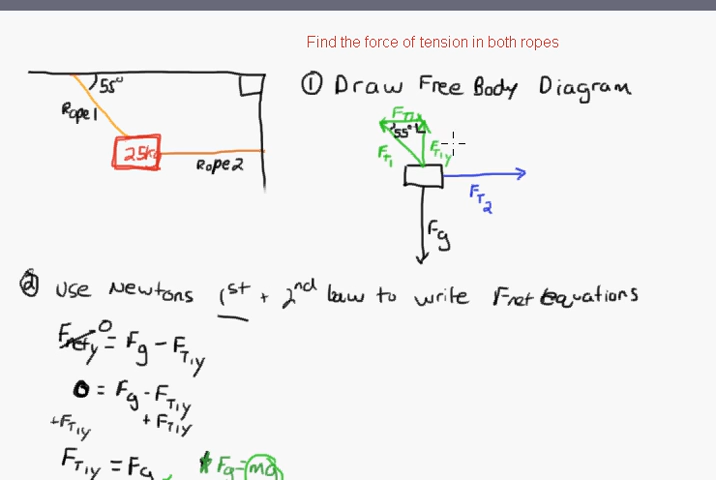 Find the force of tension in both ropes
55°
Rope 1
25kg
Rope 2
① Draw Free Body Diagram
FT1x
55°
FT1
FT1y
FT2
Fg
② Use Newtons 1st + 2nd law to write Fnet equations
Fnety = Fg - FT1y
0
0 = Fg - FT1y
+FT1y +FT1y
FT1y = Fg
* Fg = mg